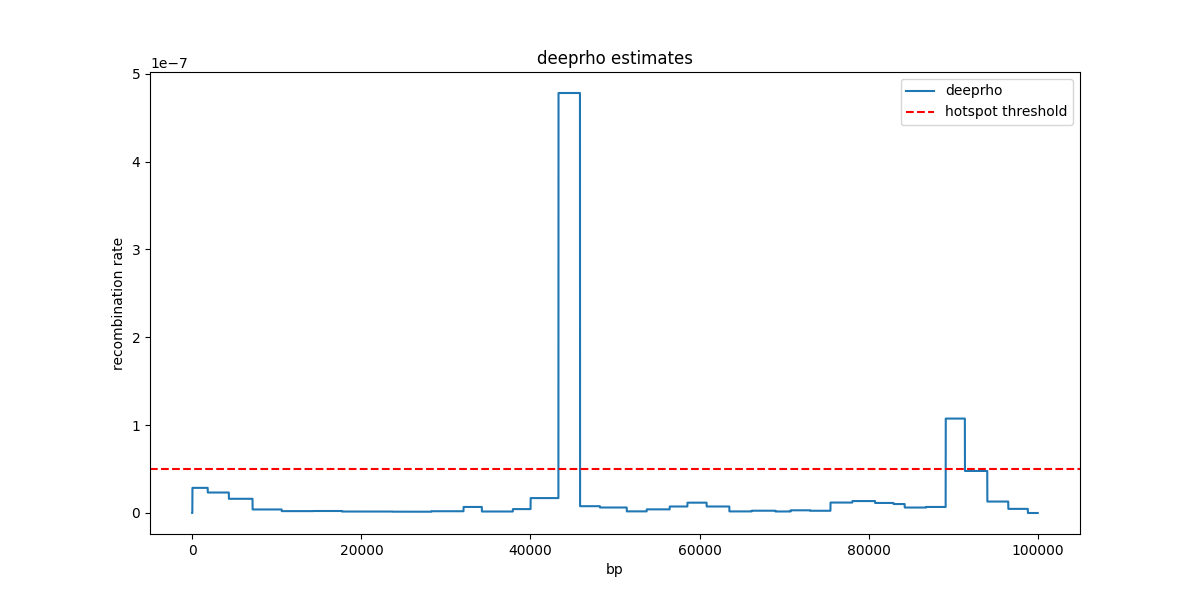 deeprho estimates
1e−7
5
4
3
2
1
0
recombination rate
deeprho
hotspot threshold
0
20000
40000
60000
80000
100000
bp